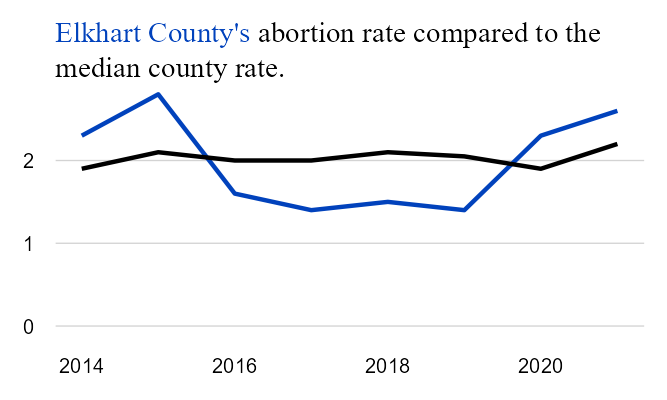 Elkhart County's abortion rate compared to the
median county rate.
2
1
0
2014 2016 2018 2020